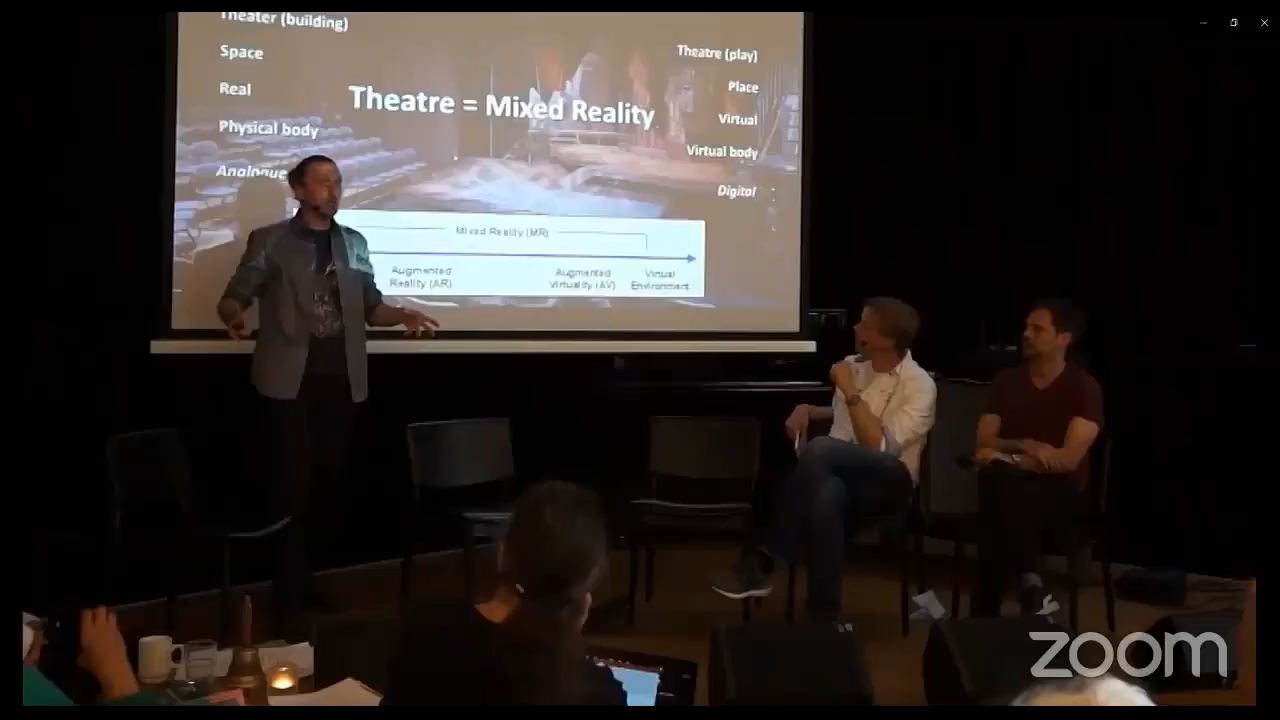 Theater (building)
Space
Real
Physical body
Analogue
Theatre = Mixed Reality
Theatre (play)
Place
Virtual
Virtual body
Digital
Mixed Reality (MR)
Augmented
Reality (AR)
Augmented
Virtuality (AV)
Virtual
Environment
zoom